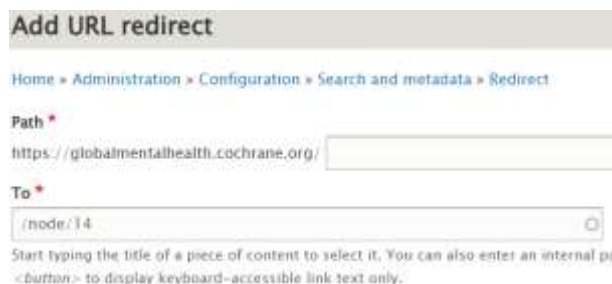 Add URL redirect
Home » Administration » Configuration » Search and metadata » Redirect
Path *
https://globalmentalhealth.cochrane.org/
To *
/node/14
Start typing the title of a piece of content to select it. You can also enter an internal
<button> to display keyboard-accessible link text only.